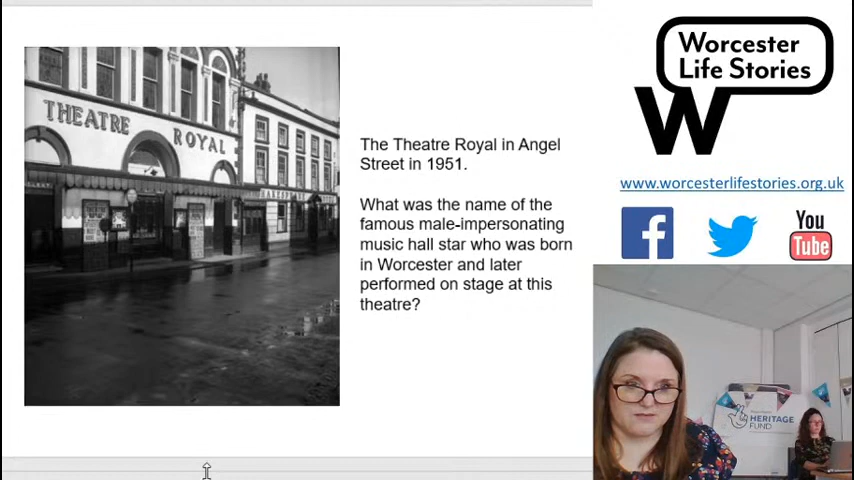 THEATRE ROYAL
The Theatre Royal in Angel
Street in 1951.
What was the name of the
famous male-impersonating
music hall star who was born
in Worcester and later
performed on stage at this
theatre?
Worcester
Life Stories
W
www.worcesterlifestories.org.uk
f
You
Tube
HERITAGE
FUND